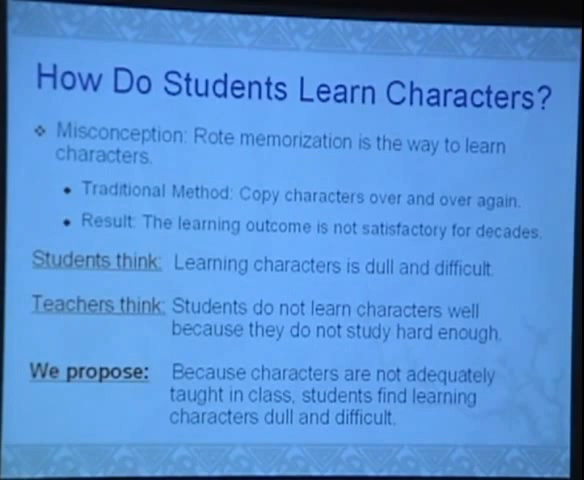 How Do Students Learn Characters?
Misconception: Rote memorization is the way to learn
characters.
Traditional Method: Copy characters over and over again.
Result: The learning outcome is not satisfactory for decades.
Students think: Learning characters is dull and difficult.
Teachers think: Students do not learn characters well
because they do not study hard enough.
We propose: Because characters are not adequately
taught in class, students find learning
characters dull and difficult.